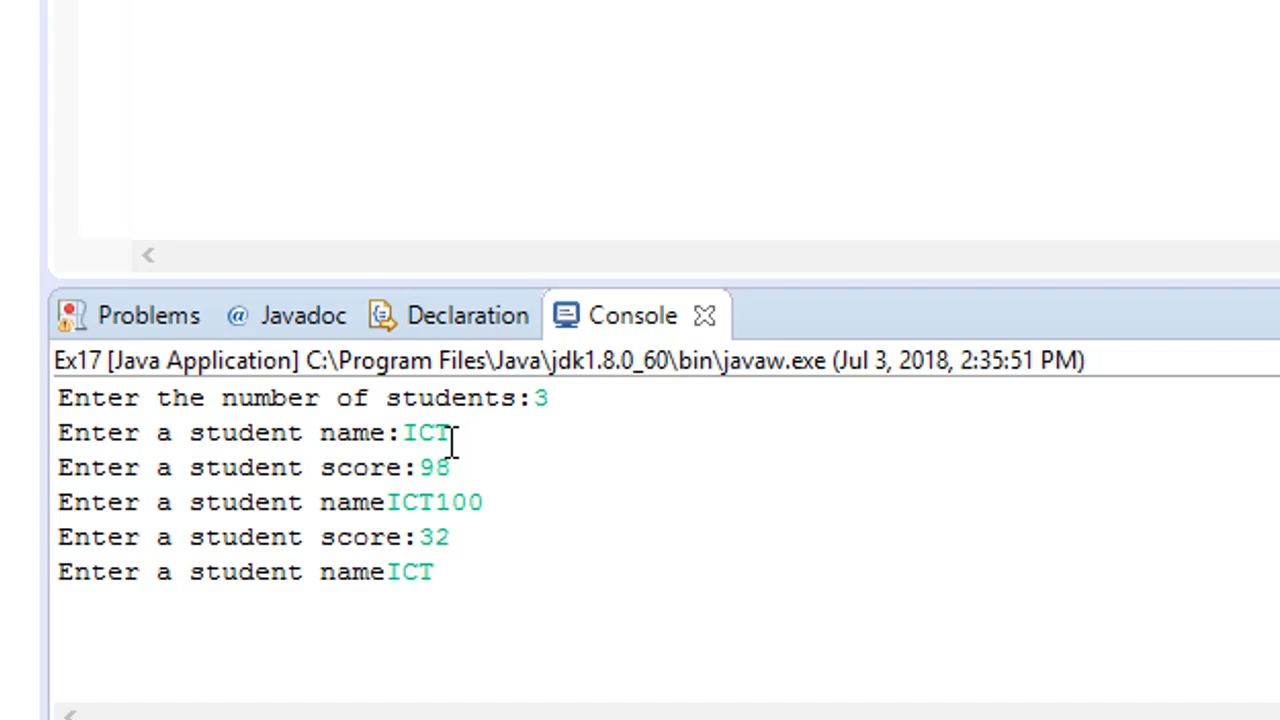 Problems @ Javadoc Declaration Console
Ex17 [Java Application] C:\Program Files\Java\jdk1.8.0_60\bin\javaw.exe (Jul 3, 2018, 2:35:51 PM)
Enter the number of students:3
Enter a student name:ICT
Enter a student score:98
Enter a student nameICT100
Enter a student score:32
Enter a student nameICT